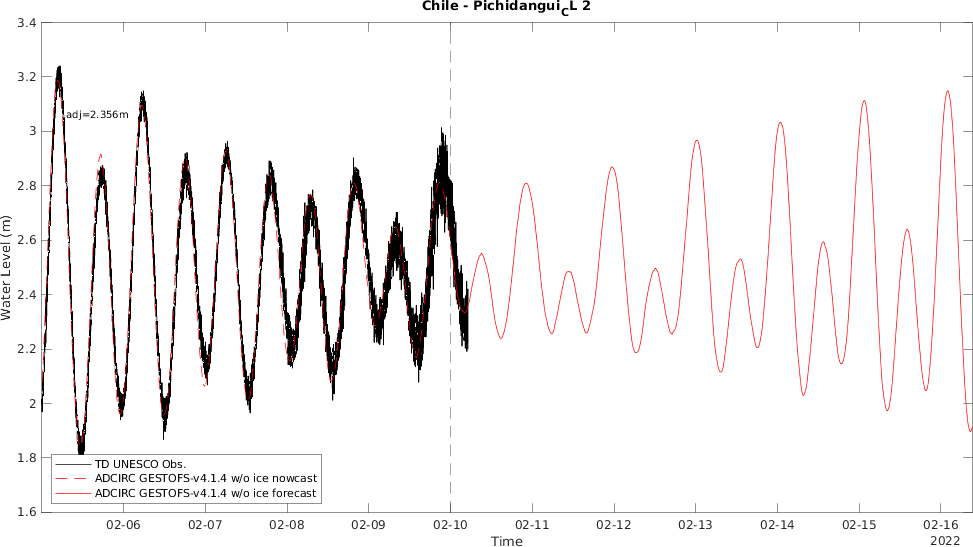 Chile - PichidanguiCL 2
3.4
3.2
3
2.8
2.6
2.4
2.2
2
1.8
1.6
Water Level (m)
adj=2.356m
TD UNESCO Obs.
ADCIRC GESTOFS-v4.1.4 w/o ice nowcast
ADCIRC GESTOFS-v4.1.4 w/o ice forecast
02-06 02-07 02-08 02-09 02-10 02-11 02-12 02-13 02-14 02-15 02-16
Time
2022